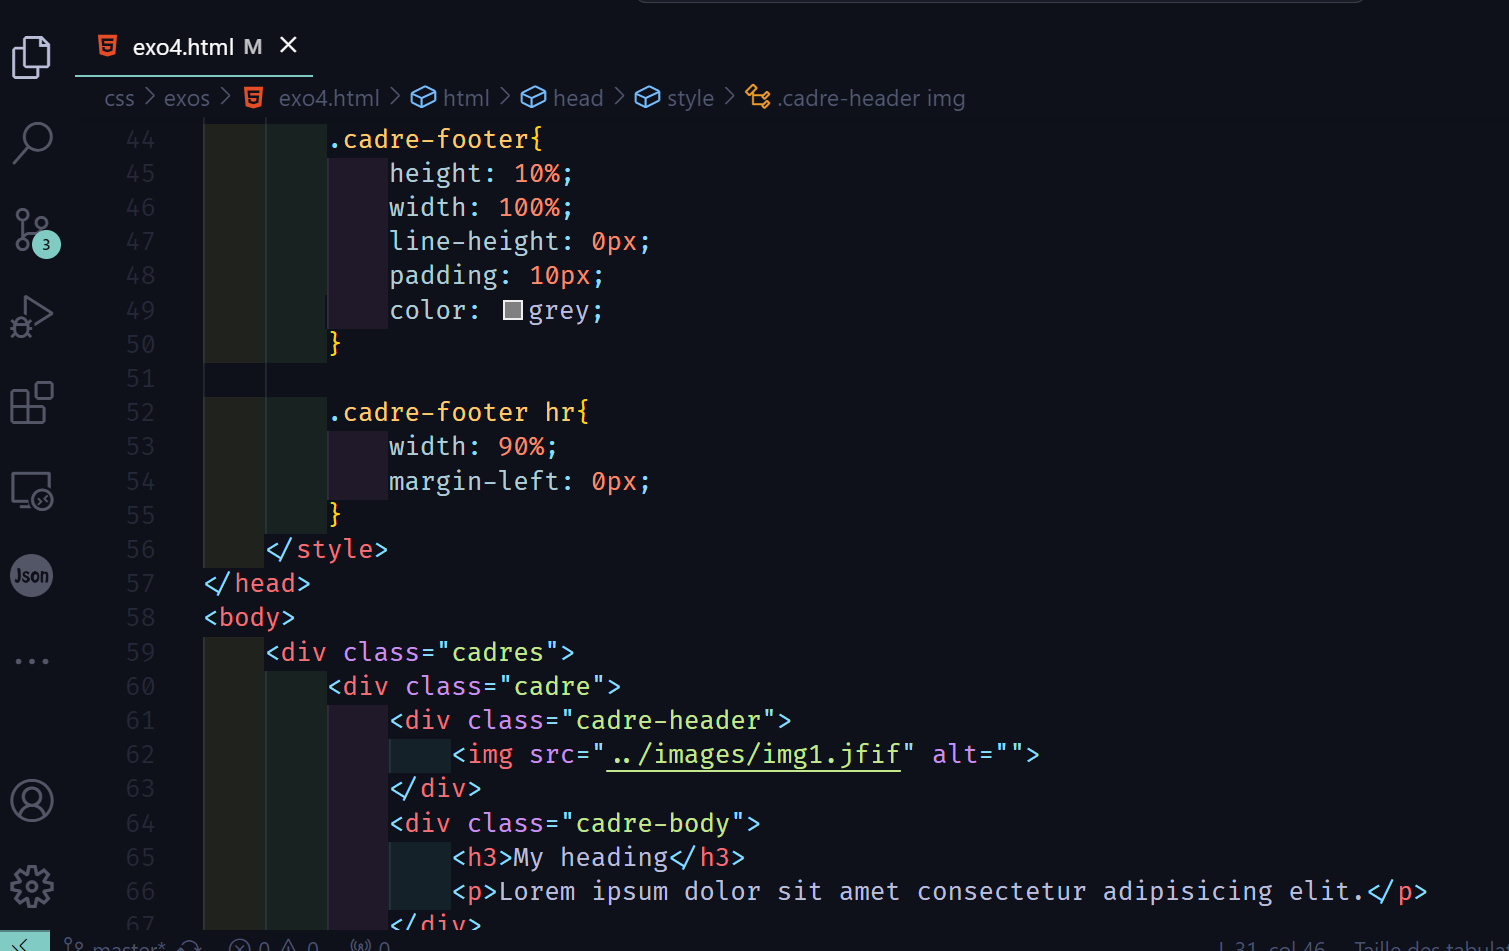 exo4.html M
css > exos > exo4.html > html > head > style > .cadre-header img
44 .cadre-footer{
45 height: 10%;
46 width: 100%;
47 line-height: 0px;
48 padding: 10px;
49 color: grey;
50 }
51
52 .cadre-footer hr{
53 width: 90%;
54 margin-left: 0px;
55 }
56 </style>
57 </head>
58 <body>
59 <div class="cadres">
60 <div class="cadre">
61 <div class="cadre-header">
62 <img src="../images/img1.jfif" alt="">
63 </div>
64 <div class="cadre-body">
65 <h3>My heading</h3>
66 <p>Lorem ipsum dolor sit amet consectetur adipisicing elit.</p>
67 </div>
3
Json
master* 0 0 0 L 31, col 46 Taille des